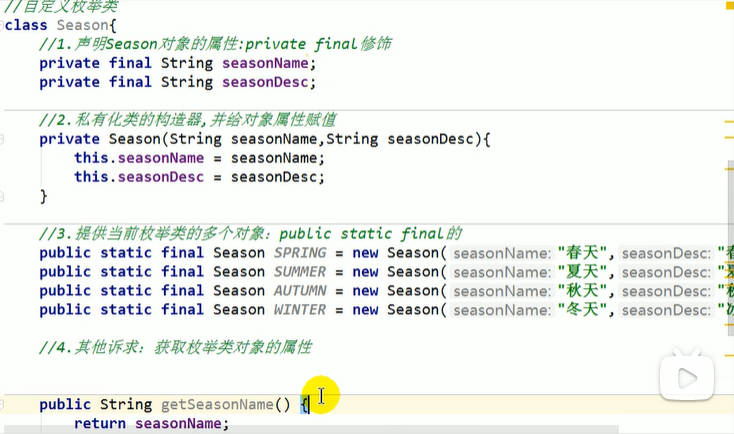 //自定义枚举类
class Season{
//1.声明Season对象的属性:private final修饰
private final String seasonName;
private final String seasonDesc;
//2.私有化类的构造器,并给对象属性赋值
private Season(String seasonName,String seasonDesc){
this.seasonName = seasonName;
this.seasonDesc = seasonDesc;
}
//3.提供当前枚举类的多个对象：public static final的
public static final Season SPRING = new Season( seasonName: "春天", seasonDesc: "春
public static final Season SUMMER = new Season( seasonName: "夏天", seasonDesc: "夏
public static final Season AUTUMN = new Season( seasonName: "秋天", seasonDesc: "秋
public static final Season WINTER = new Season( seasonName: "冬天", seasonDesc: "冰
//4.其他诉求：获取枚举类对象的属性
public String getSeasonName() {
return seasonName;